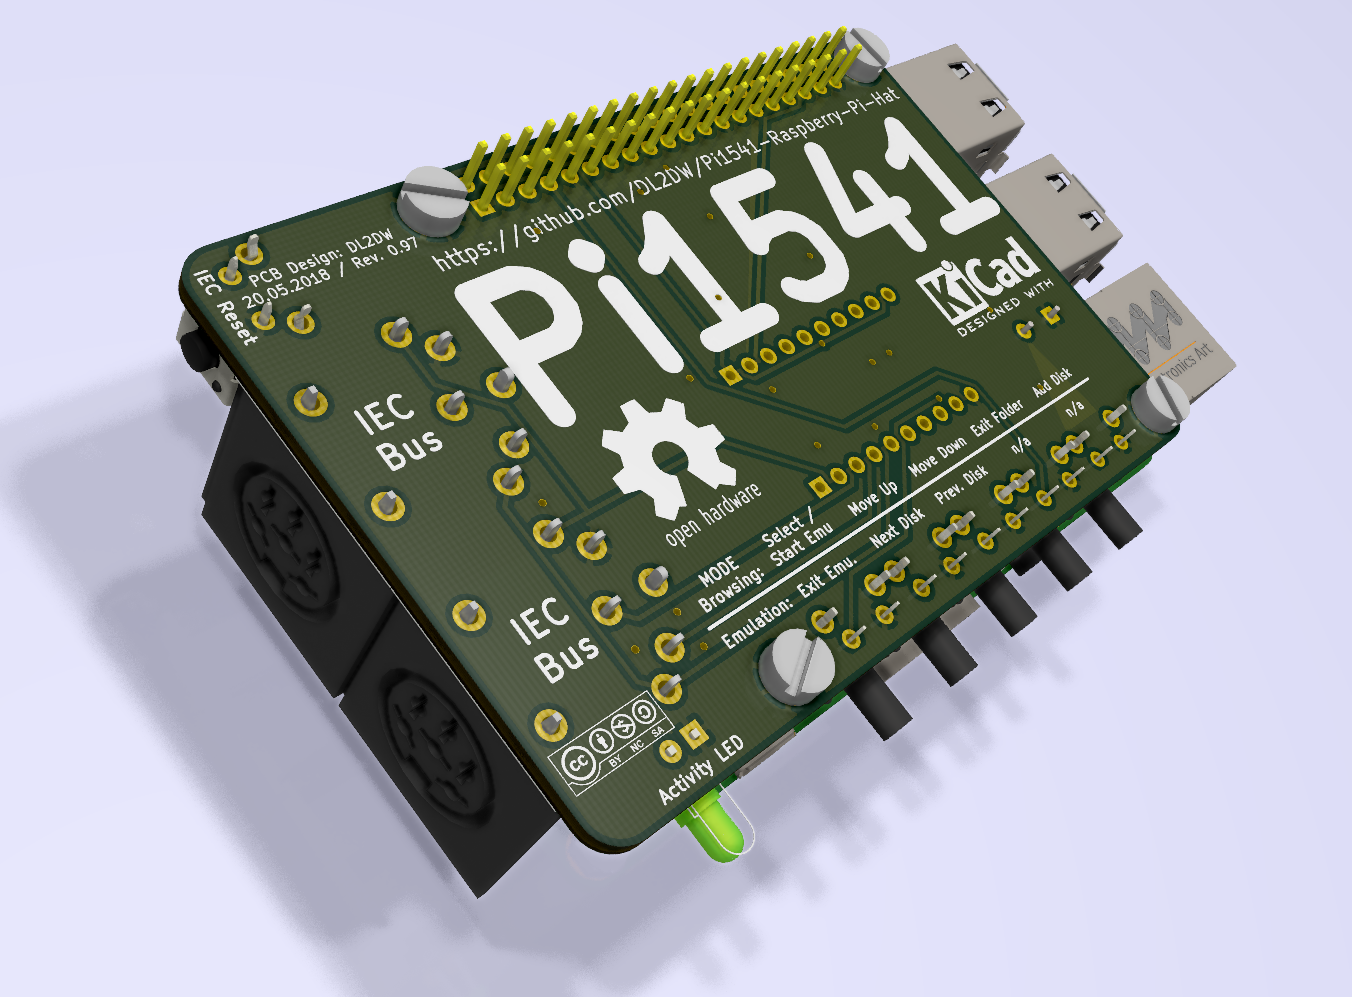 https://github.com/DL2DW/Pi1541-Raspberry-Pi-Hat
Pi1541
PCB Design: DL2DW
20.05.2018 / Rev. 0.97
IEC Reset
KiCad
DESIGNED WITH
IEC
Bus
open hardware
IEC
Bus
MODE
Select /
Browsing: Start Emu
Move Up
Move Down
Exit Folder
Add Disk
Emulation: Exit Emu.
Next Disk
Prev. Disk
n/a
n/a
cc
BY NC SA
Activity LED
Art